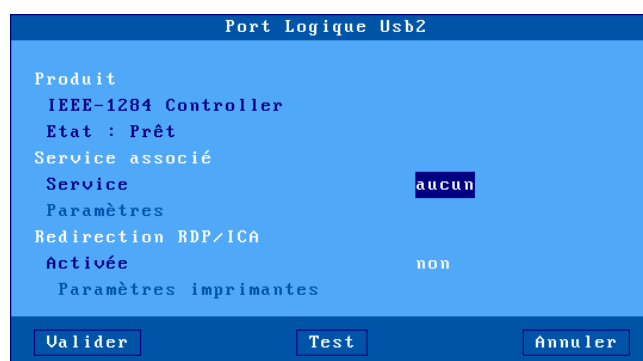 Port Logique Usb2
Produit
IEEE-1284 Controller
Etat : Prêt
Service associé
Service aucun
Paramètres
Redirection RDP/ICA
Activée non
Paramètres imprimantes
Valider Test Annuler